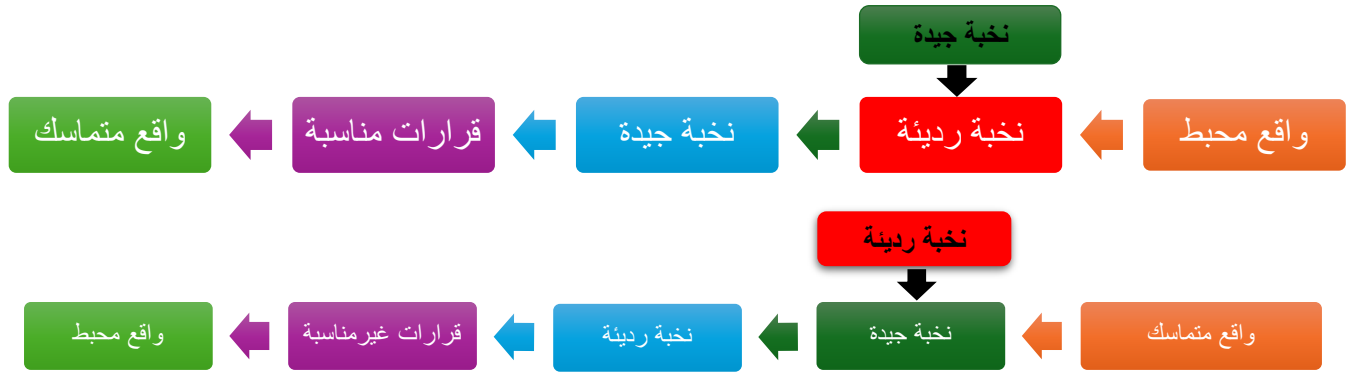 نخبة جيدة
واقع محبط
نخبة رديئة
نخبة جيدة
قرارات مناسبة
واقع متماسك
نخبة رديئة
واقع متماسك
نخبة جيدة
نخبة رديئة
قرارات غيرمناسبة
واقع محبط